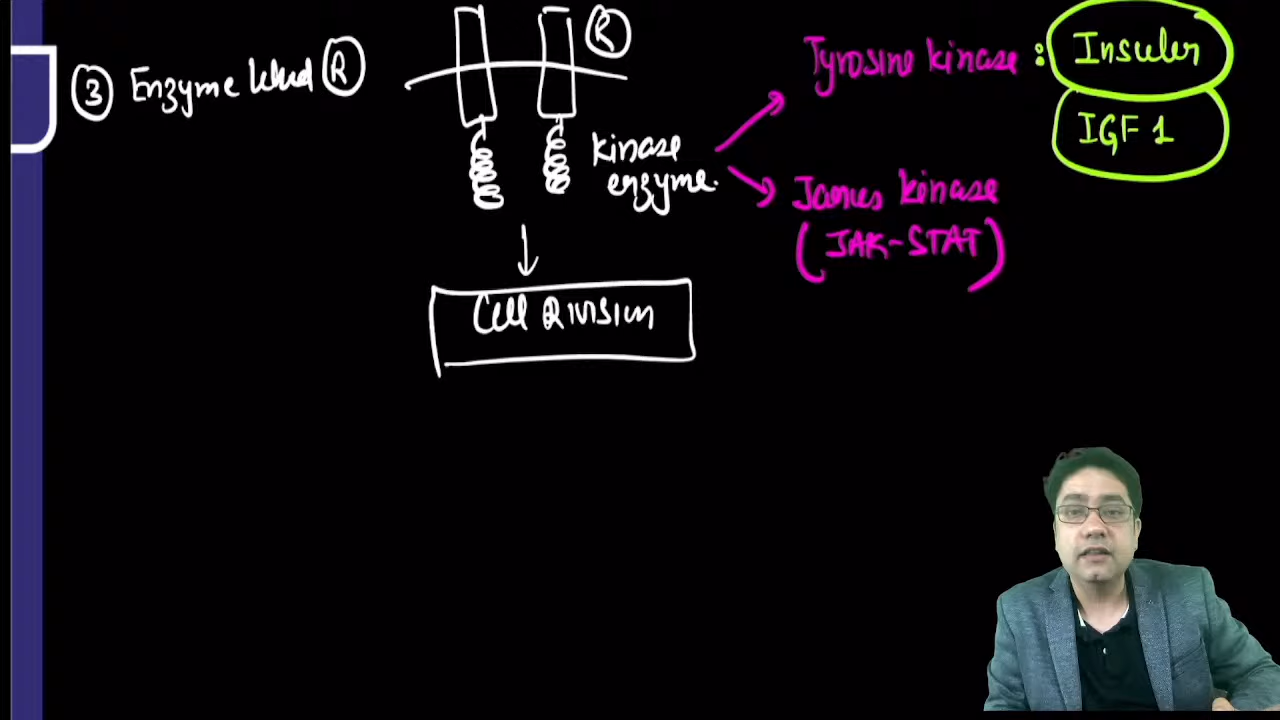 3 Enzyme linked R
R
kinase
enzyme.
Cell Division
Tyrosine kinase : Insulin
IGF 1
Janus kinase
(JAK-STAT)